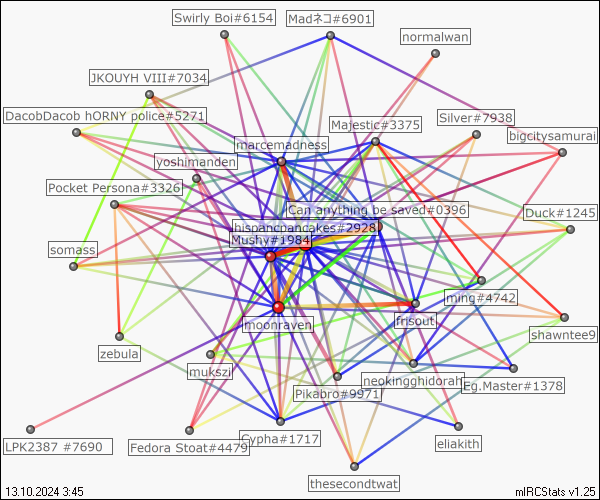 Swirly Boi#6154
Madネコ#6901
normalwan
JKOUYH VIII#7034
DacobDacob hORNY police#5271
Silver#7938
Majestic#3375
bigcitysamurai
marcemadness
yoshimanden
Pocket Persona#3326
Can anything be saved#0396
Duck#1245
hispancpancakes#2928
Mushy#1984
somass
ming#4742
moonraven
frisout
shawntee9
zebula
mukszi
neokingghidorah
Eg.Master#1378
Pikabro#9971
LPK2387 #7690
Fedora Stoat#4479
Cypha#1717
eliakith
thesecondtwat
13.10.2024 3:45
mIRCStats v1.25